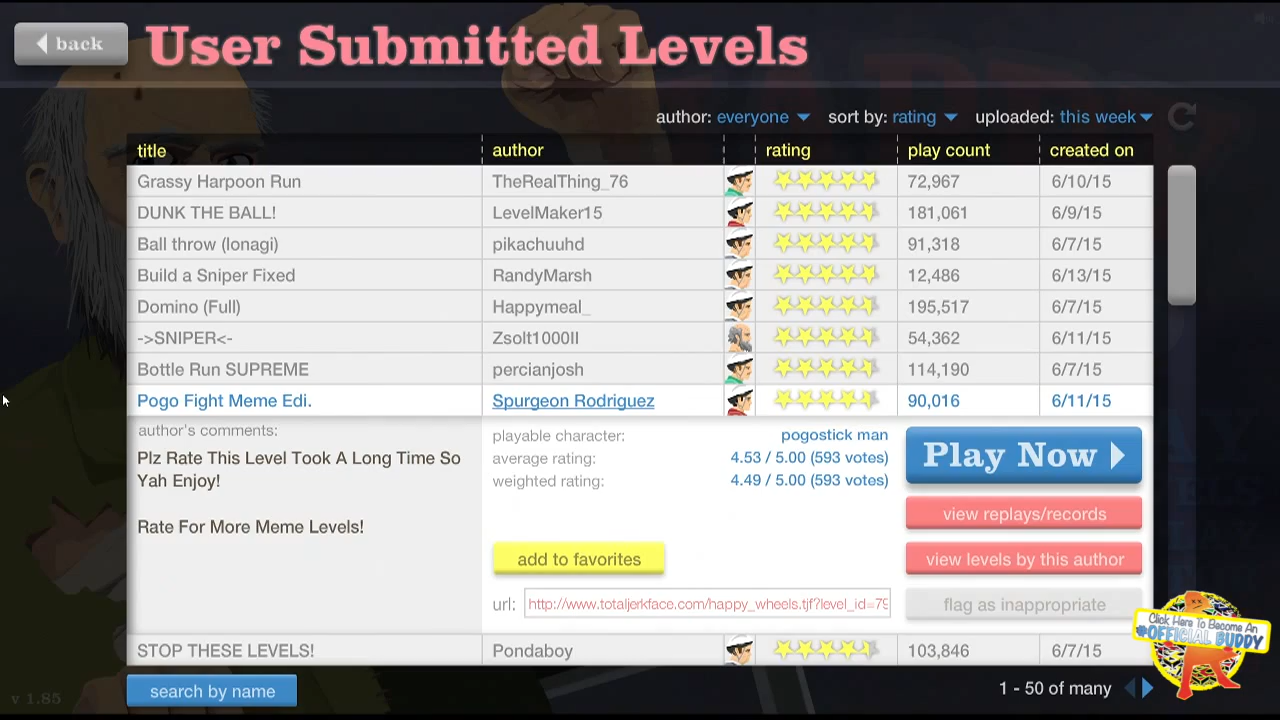 back
User Submitted Levels
author: everyone sort by: rating uploaded: this week
title author rating play count created on
Grassy Harpoon Run TheRealThing_76 72,967 6/10/15
DUNK THE BALL! LevelMaker15 181,061 6/9/15
Ball throw (Ionagi) pikachuuhd 91,318 6/7/15
Build a Sniper Fixed RandyMarsh 12,486 6/13/15
Domino (Full) Happymeal_ 195,517 6/7/15
->SNIPER<- Zsolt1000II 54,362 6/11/15
Bottle Run SUPREME percianjosh 114,190 6/7/15
Pogo Fight Meme Edi. Spurgeon Rodriguez 90,016 6/11/15
author's comments:
Plz Rate This Level Took A Long Time So
Yah Enjoy!
Rate For More Meme Levels!
playable character: pogostick man
average rating: 4.53 / 5.00 (593 votes)
weighted rating: 4.49 / 5.00 (593 votes)
add to favorites
url: http://www.totaljerkface.com/happy_wheels.tjf?level_id=79
Play Now
view replays/records
view levels by this author
flag as inappropriate
Click Here To Become An
#OFFICIAL BUDDY
STOP THESE LEVELS! Pondaboy 103,846 6/7/15
search by name
1 - 50 of many
v 1.85